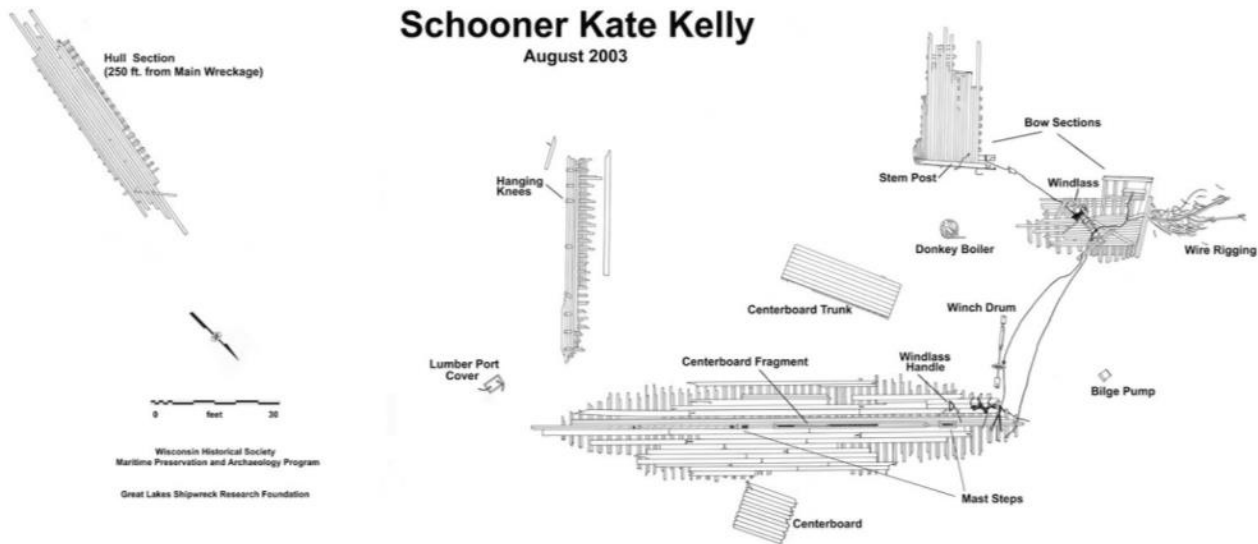 Schooner Kate Kelly
August 2003
Hull Section
(250 ft. from Main Wreckage)
Bow Sections
Stem Post
Windlass
Hanging
Knees
Donkey Boiler
Wire Rigging
Centerboard Trunk
Winch Drum
Lumber Port
Cover
Centerboard Fragment
Windlass
Handle
Bilge Pump
0 feet 30
Wisconsin Historical Society
Maritime Preservation and Archaeology Program
Great Lakes Shipwreck Research Foundation
Mast Steps
Centerboard